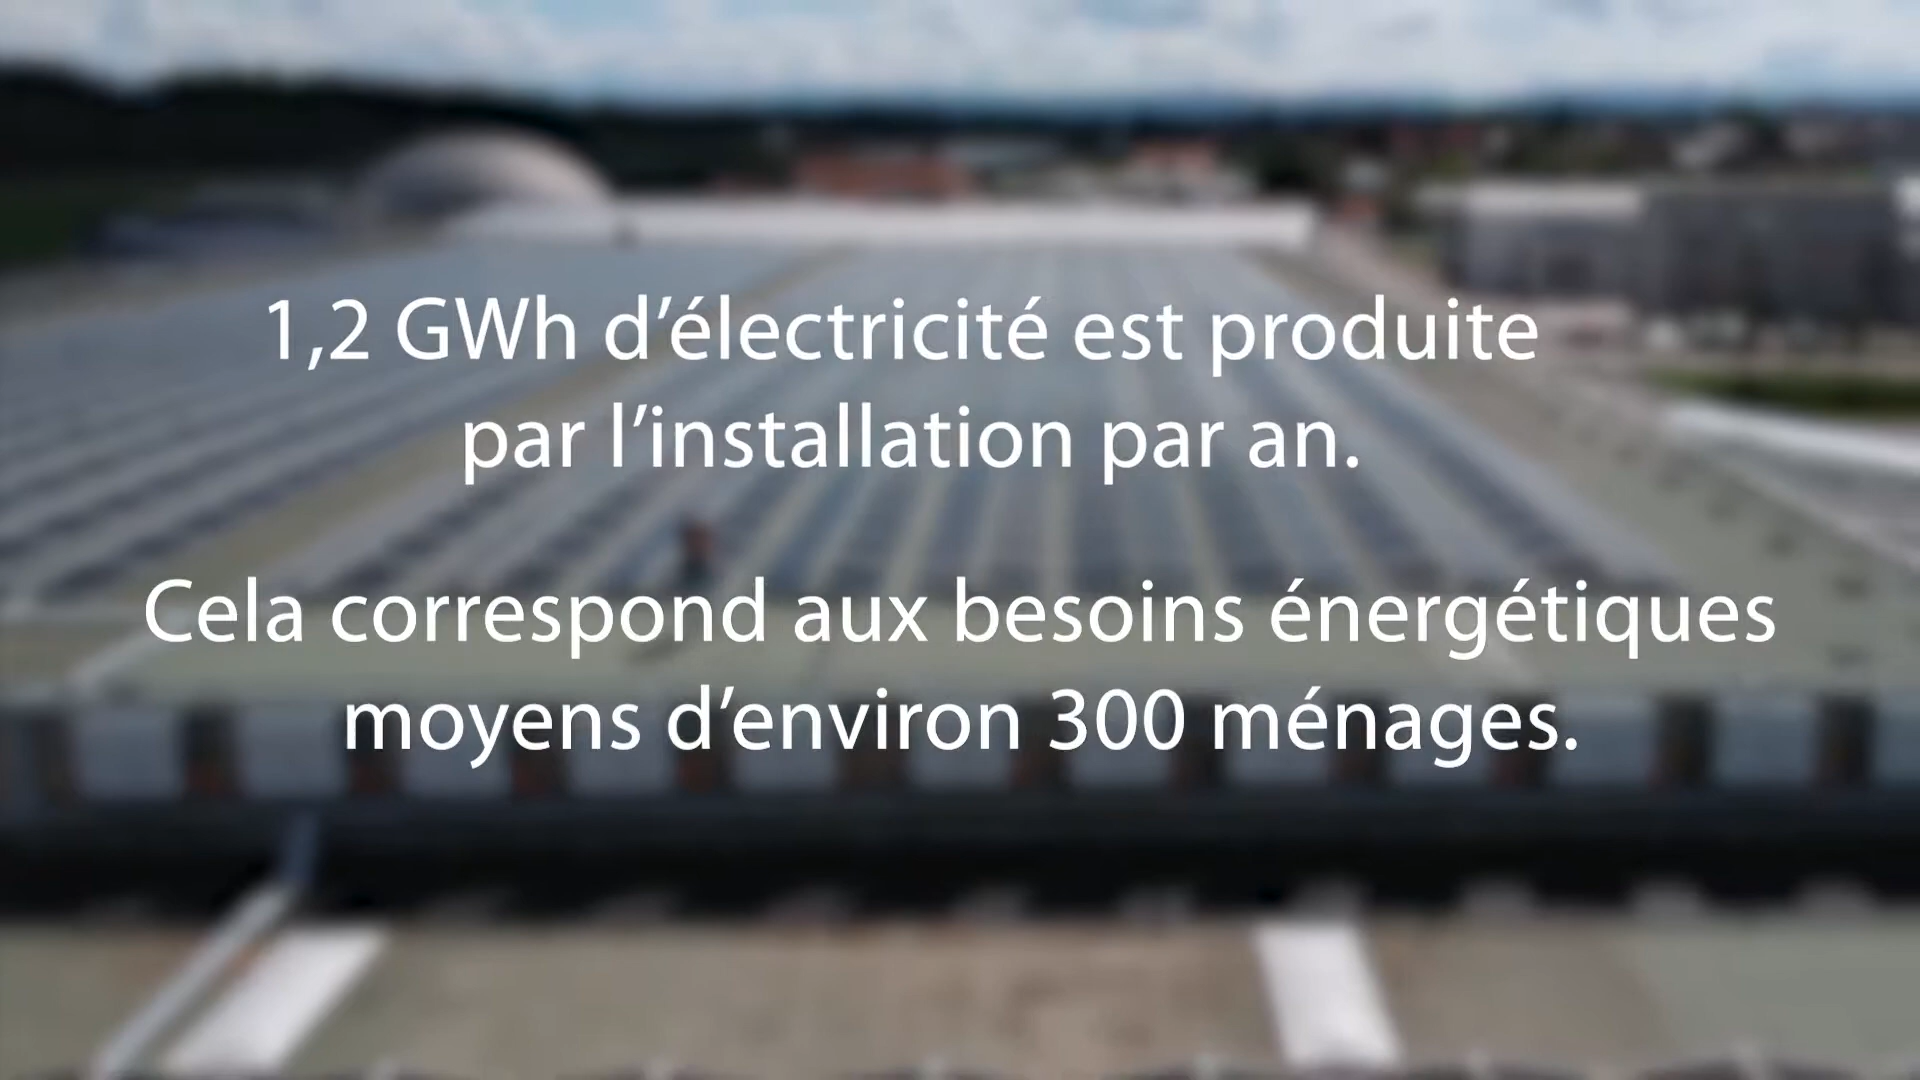 1,2 GWh d’électricité est produite
par l’installation par an.
Cela correspond aux besoins énergétiques
moyens d’environ 300 ménages.